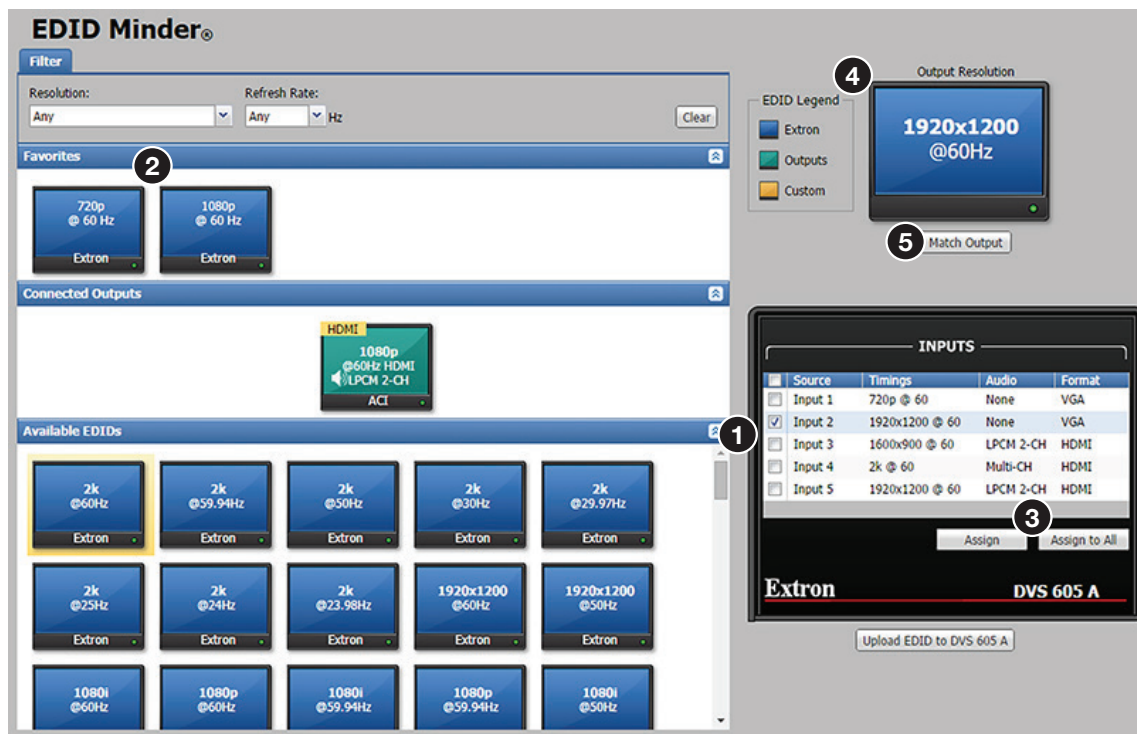 EDID Minder®
Filter
Resolution:
Refresh Rate:
Any
Any
Hz
Clear
Favorites
2
720p
@ 60 Hz
Extron
1080p
@ 60 Hz
Extron
Connected Outputs
HDMI
1080p
@60Hz HDMI
LPCM 2-CH
ACI
Available EDIDs
2k
@60Hz
Extron
2k
@59.94Hz
Extron
2k
@50Hz
Extron
2k
@30Hz
Extron
2k
@29.97Hz
Extron
2k
@25Hz
Extron
2k
@24Hz
Extron
2k
@23.98Hz
Extron
1920x1200
@60Hz
Extron
1920x1200
@50Hz
Extron
1080i
@60Hz
1080p
@60Hz
1080i
@59.94Hz
1080p
@59.94Hz
1080i
@50Hz
4
Output Resolution
EDID Legend
Extron
Outputs
Custom
1920x1200
@60Hz
5
Match Output
1
INPUTS
Source Timings Audio Format
Input 1 720p @ 60 None VGA
Input 2 1920x1200 @ 60 None VGA
Input 3 1600x900 @ 60 LPCM 2-CH HDMI
Input 4 2k @ 60 Multi-CH HDMI
Input 5 1920x1200 @ 60 LPCM 2-CH HDMI
3
Assign
Assign to All
Extron
DVS 605 A
Upload EDID to DVS 605 A